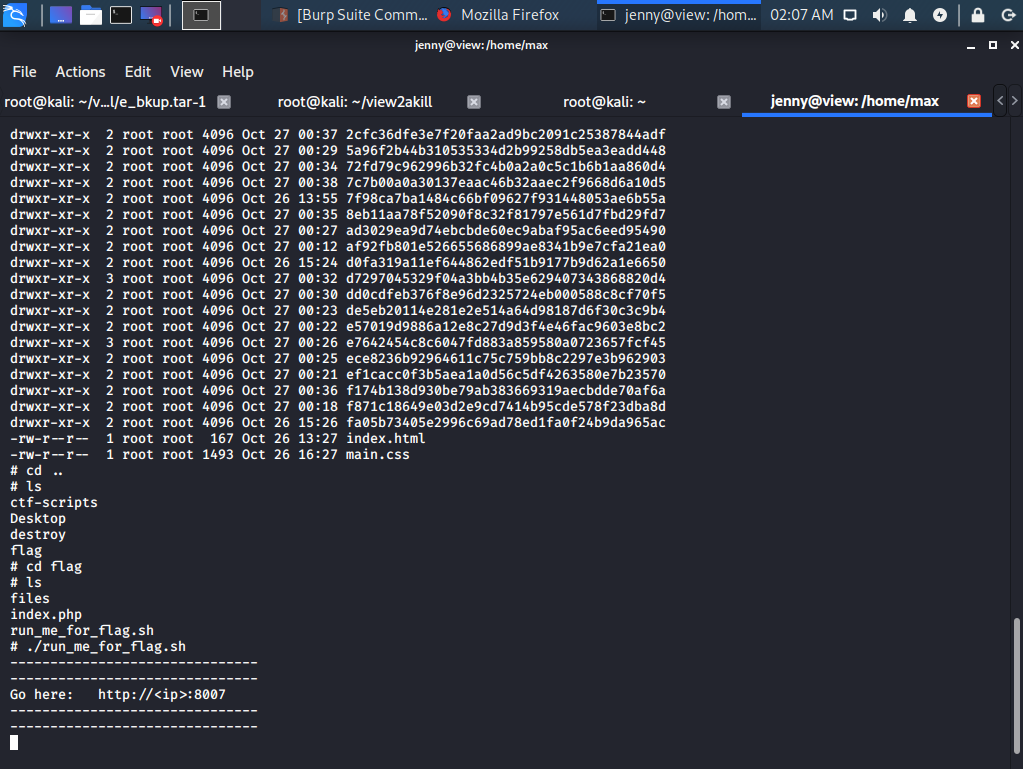 [Burp Suite Comm... Mozilla Firefox jenny@view: /hom... 02:07 AM
jenny@view: /home/max
File Actions Edit View Help
root@kali: ~/v...l/e_bkup.tar-1 root@kali: ~/view2akill root@kali: ~ jenny@view: /home/max
drwxr-xr-x 2 root root 4096 Oct 27 00:37 2cfc36dfe3e7f20faa2ad9bc2091c25387844adf
drwxr-xr-x 2 root root 4096 Oct 27 00:29 5a96f2b44b310535334d2b99258db5ea3eadd448
drwxr-xr-x 2 root root 4096 Oct 27 00:34 72fd79c962996b32fc4b0a2a0c5c1b6b1aa860d4
drwxr-xr-x 2 root root 4096 Oct 27 00:38 7c7b00a0a30137eaac46b32aaec2f9668d6a10d5
drwxr-xr-x 2 root root 4096 Oct 26 13:55 7f98ca7ba1484c66bf09627f931448053ae6b55a
drwxr-xr-x 2 root root 4096 Oct 27 00:35 8eb11aa78f52090f8c32f81797e561d7fbd29fd7
drwxr-xr-x 2 root root 4096 Oct 27 00:27 ad3029ea9d74ebcbde60ec9abaf95ac6eed95490
drwxr-xr-x 2 root root 4096 Oct 27 00:12 af92fb801e526655686899ae8341b9e7cfa21ea0
drwxr-xr-x 2 root root 4096 Oct 26 15:24 d0fa319a11ef644862edf51b9177b9d62a1e6650
drwxr-xr-x 3 root root 4096 Oct 27 00:32 d7297045329f04a3bb4b35e629407343868820d4
drwxr-xr-x 2 root root 4096 Oct 27 00:30 dd0cdfeb376f8e96d2325724eb000588c8cf70f5
drwxr-xr-x 2 root root 4096 Oct 27 00:23 de5eb20114e281e2e514a64d98187d6f30c3c9b4
drwxr-xr-x 2 root root 4096 Oct 27 00:22 e57019d9886a12e8c27d9d3f4e46fac9603e8bc2
drwxr-xr-x 3 root root 4096 Oct 27 00:26 e7642454c8c6047fd883a859580a0723657fcf45
drwxr-xr-x 2 root root 4096 Oct 27 00:25 ece8236b92964611c75c759bb8c2297e3b962903
drwxr-xr-x 2 root root 4096 Oct 27 00:21 ef1cacc0f3b5aea1a0d56c5df4263580e7b23570
drwxr-xr-x 2 root root 4096 Oct 27 00:36 f174b138d930be79ab383669319aecbdde70af6a
drwxr-xr-x 2 root root 4096 Oct 27 00:18 f871c18649e03d2e9cd7414b95cde578f23dba8d
drwxr-xr-x 2 root root 4096 Oct 26 15:26 fa05b73405e2996c69ad78ed1fa0f24b9da965ac
-rw-r--r-- 1 root root 167 Oct 26 13:27 index.html
-rw-r--r-- 1 root root 1493 Oct 26 16:27 main.css
# cd ..
# ls
ctf-scripts
Desktop
destroy
flag
# cd flag
# ls
files
index.php
run_me_for_flag.sh
# ./run_me_for_flag.sh
-------------------------------
-------------------------------
Go here: http://<ip>:8007
-------------------------------
-------------------------------